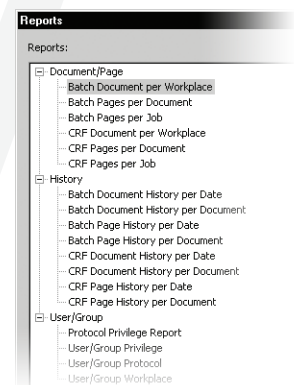 Reports
Reports:
Document/Page
Batch Document per Workplace
Batch Pages per Document
Batch Pages per Job
CRF Document per Workplace
CRF Pages per Document
CRF Pages per Job
History
Batch Document History per Date
Batch Document History per Document
Batch Page History per Date
Batch Page History per Document
CRF Document History per Date
CRF Document History per Document
CRF Page History per Date
CRF Page History per Document
User/Group
Protocol Privilege Report
User/Group Privilege
User/Group Protocol
User/Group Workplace